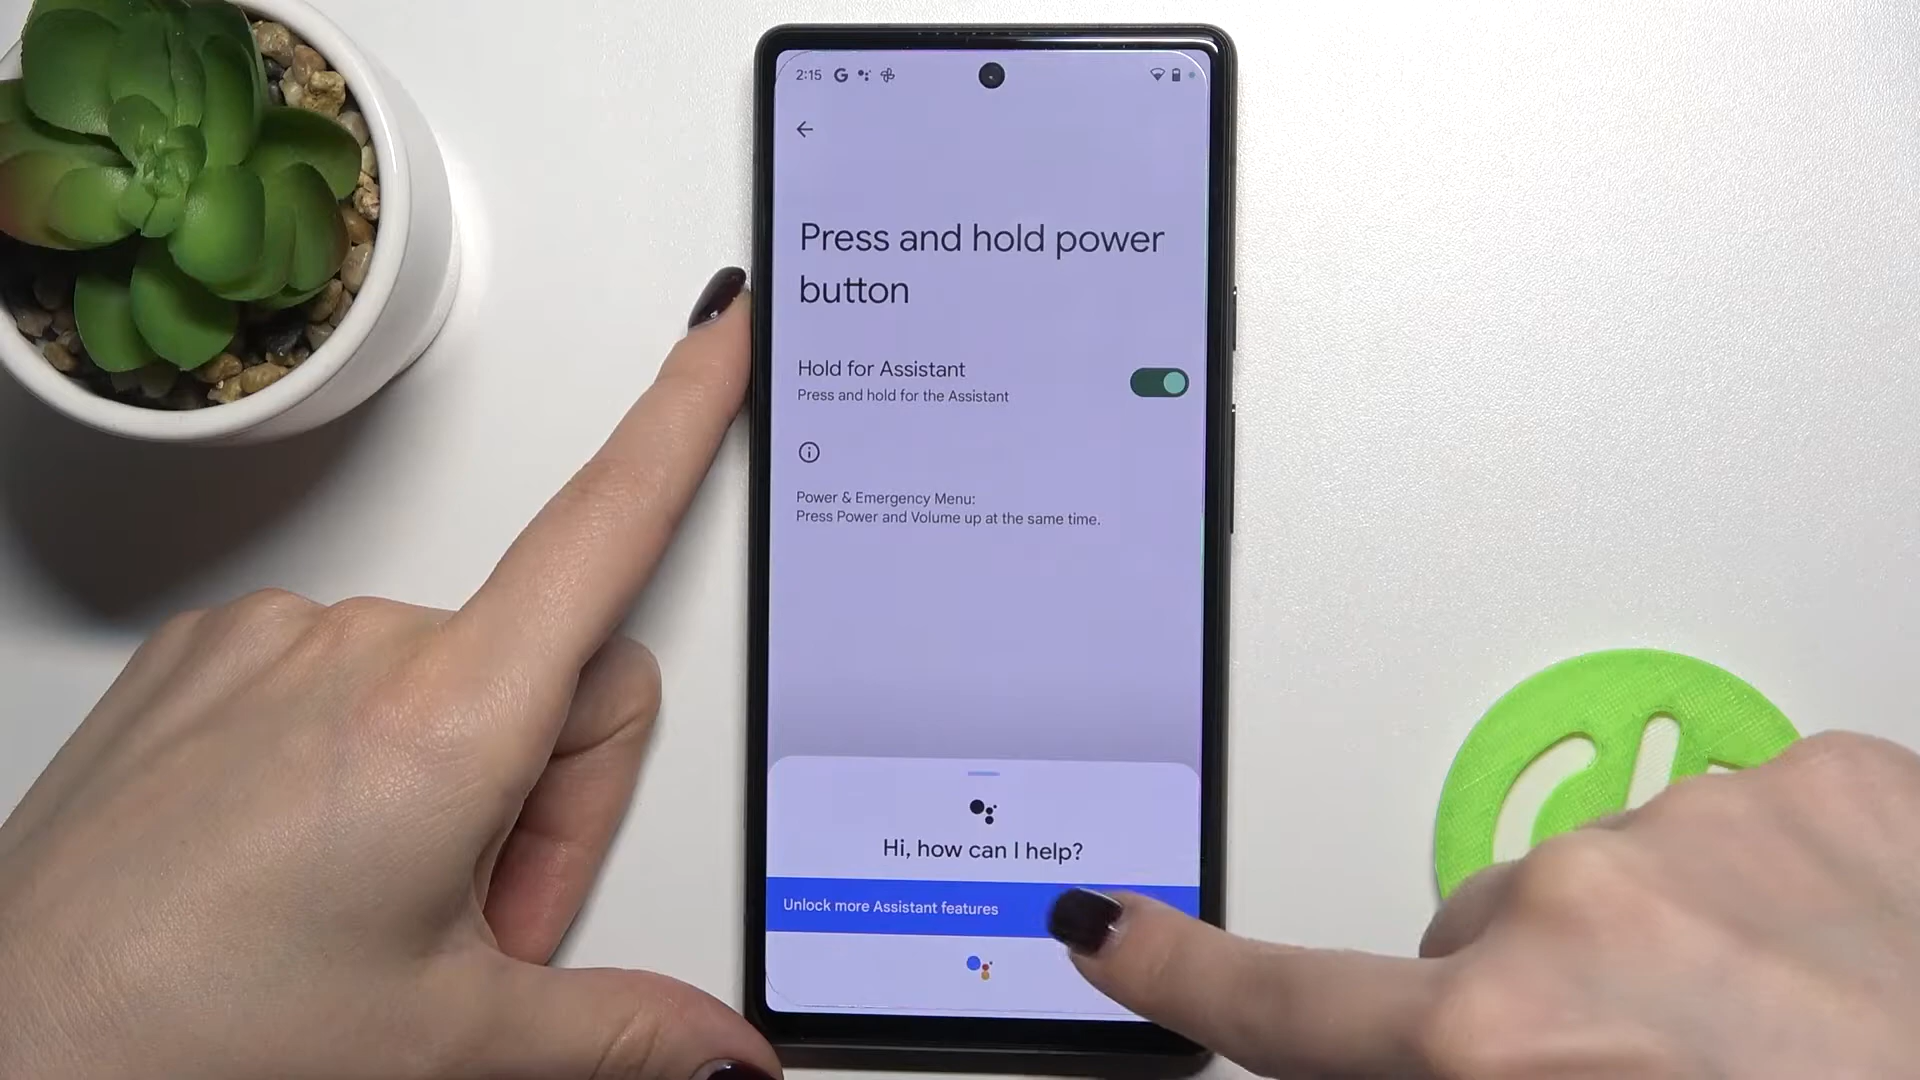 2:15 G
Press and hold power
button
Hold for Assistant
Press and hold for the Assistant
Power & Emergency Menu:
Press Power and Volume up at the same time.
Hi, how can I help?
Unlock more Assistant features